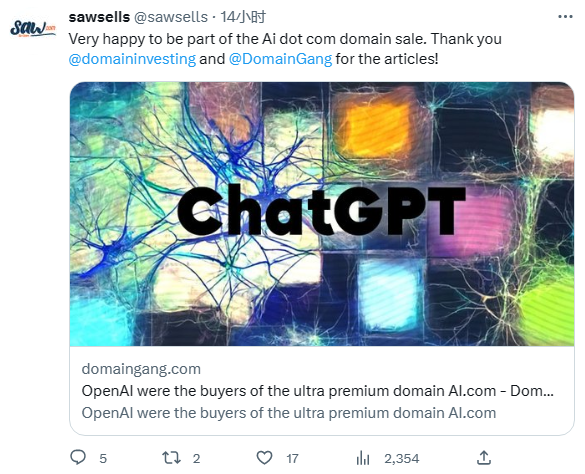 saw.com
sawsells @sawsells · 14小时
Very happy to be part of the Ai dot com domain sale. Thank you
@domaininvesting and @DomainGang for the articles!
ChatGPT
domaingang.com
OpenAI were the buyers of the ultra premium domain AI.com - Dom...
OpenAI were the buyers of the ultra premium domain AI.com
5 2 17 2,354